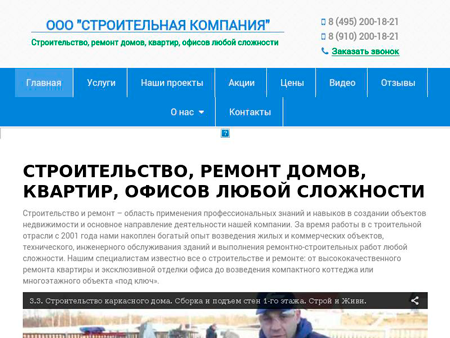 ООО "СТРОИТЕЛЬНАЯ КОМПАНИЯ"
Строительство, ремонт домов, квартир, офисов любой сложности
8 (495) 200-18-21
8 (910) 200-18-21
Заказать звонок
Главная Услуги Наши проекты Акции Цены Видео Отзывы
О нас Контакты
СТРОИТЕЛЬСТВО, РЕМОНТ ДОМОВ,
КВАРТИР, ОФИСОВ ЛЮБОЙ СЛОЖНОСТИ
Строительство и ремонт – область применения профессиональных знаний и навыков в создании объектов
недвижимости и основное направление деятельности нашей компании. За время работы в с троительной
отрасли с 2001 года нами накоплен богатый опыт возведения жилых и коммерческих объектов,
технического, инженерного обслуживания зданий и выполнения ремонтно-строительных работ любой
сложности. Нашим специалистам известно все о строительстве и ремонте: от высококачественного
ремонта квартиры и эксклюзивной отделки офиса до возведения компактного коттеджа или
многоэтажного объекта «под ключ».
3.3. Строительство каркасного дома. Сборка и подъем стен 1-го этажа. Строй и Живи.